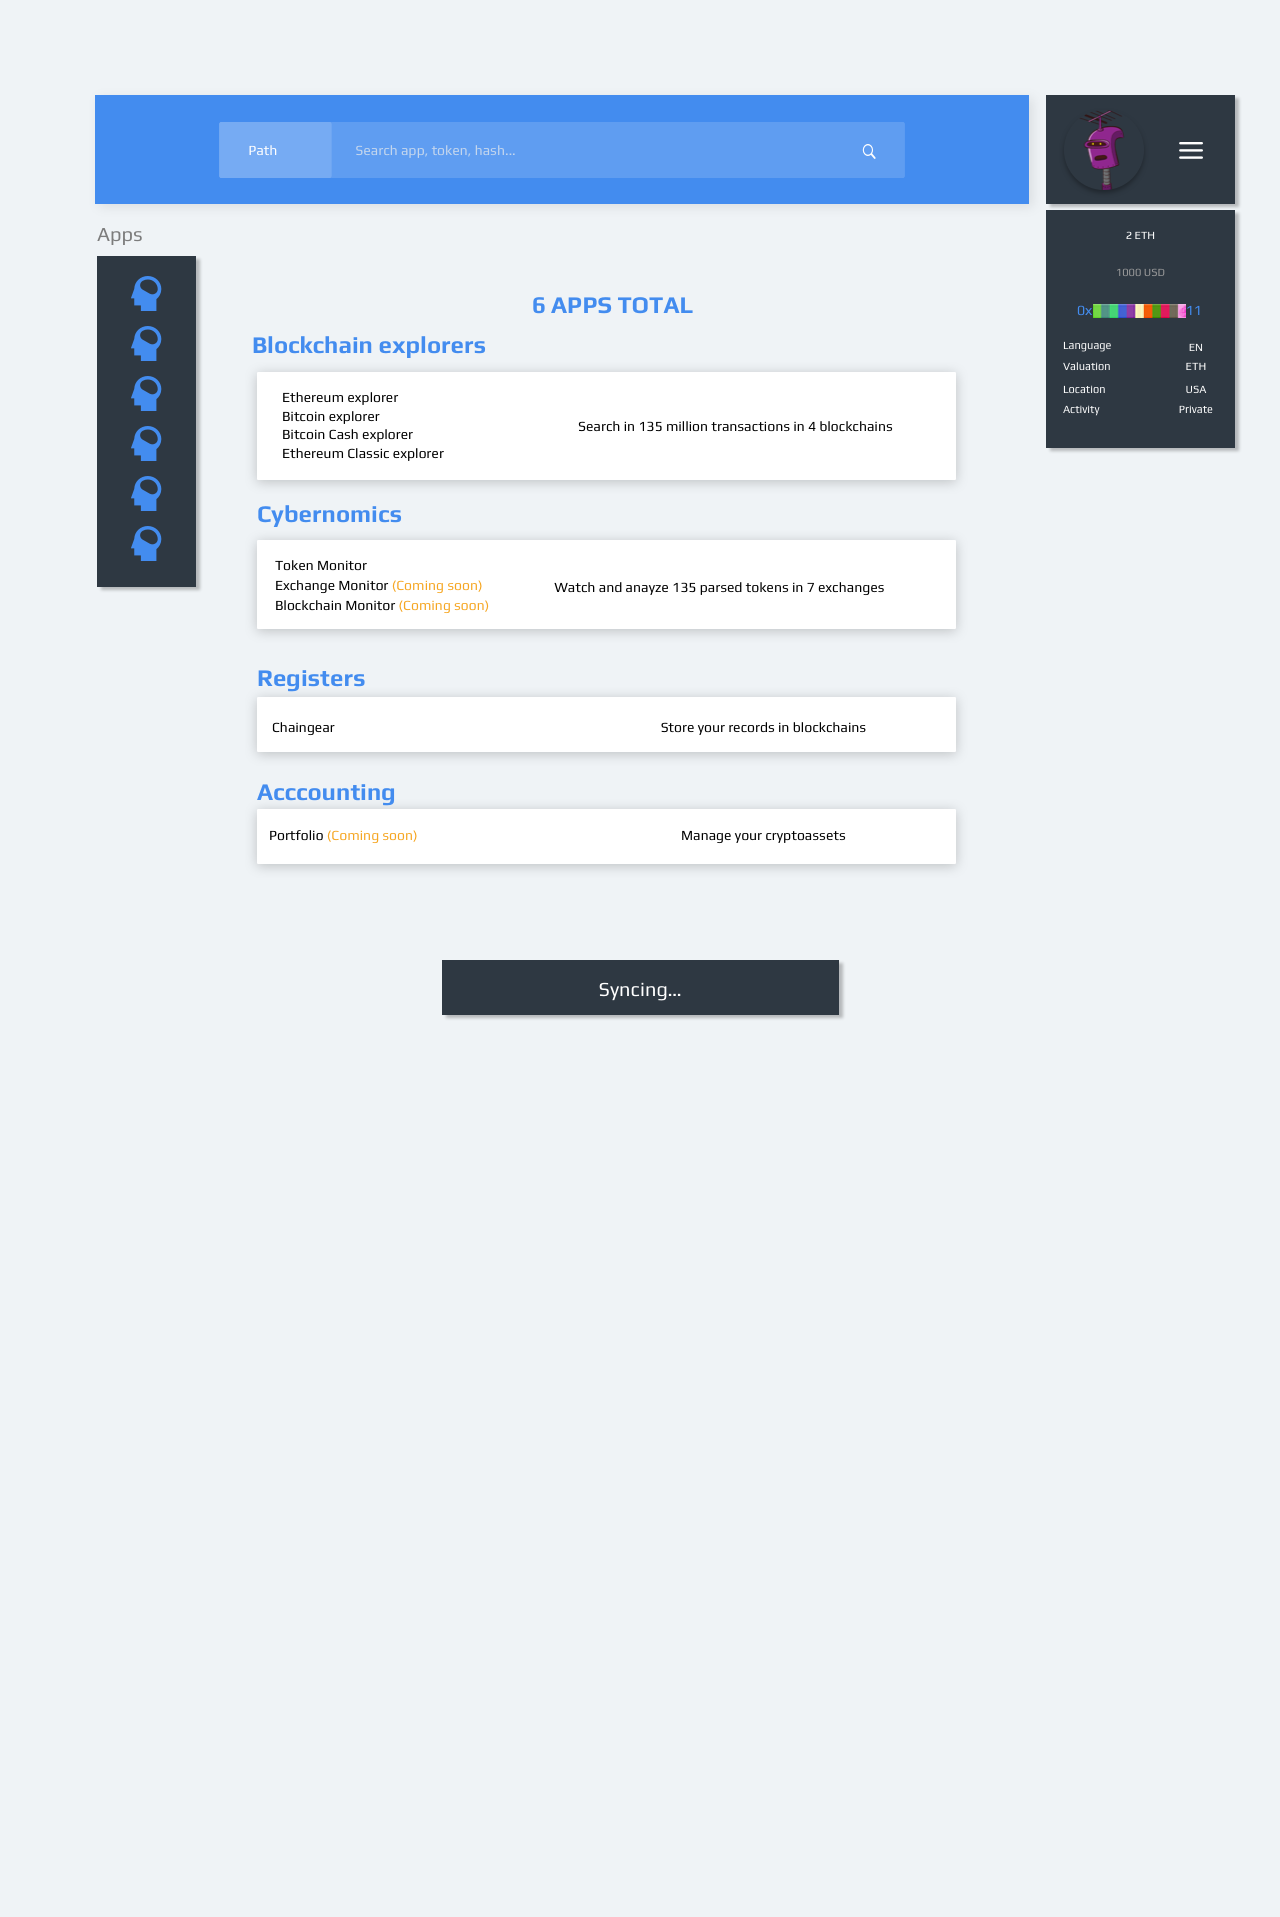 Path
Search app, token, hash...
Apps
2 ETH
1000 USD
0x
11
Language EN
Valuation ETH
Location USA
Activity Private
6 APPS TOTAL
Blockchain explorers
Ethereum explorer
Bitcoin explorer
Bitcoin Cash explorer
Ethereum Classic explorer
Search in 135 million transactions in 4 blockchains
Cybernomics
Token Monitor
Exchange Monitor (Coming soon)
Blockchain Monitor (Coming soon)
Watch and anayze 135 parsed tokens in 7 exchanges
Registers
Chaingear
Store your records in blockchains
Acccounting
Portfolio (Coming soon)
Manage your cryptoassets
Syncing...